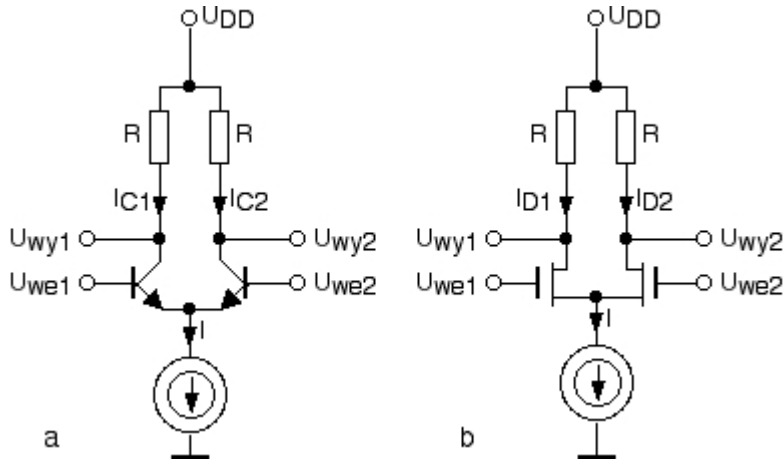 UDD
R R
IC1 IC2
Uwy1 Uwy2
Uwe1 Uwe2
I
a
UDD
R R
ID1 ID2
Uwy1 Uwy2
Uwe1 Uwe2
I
b